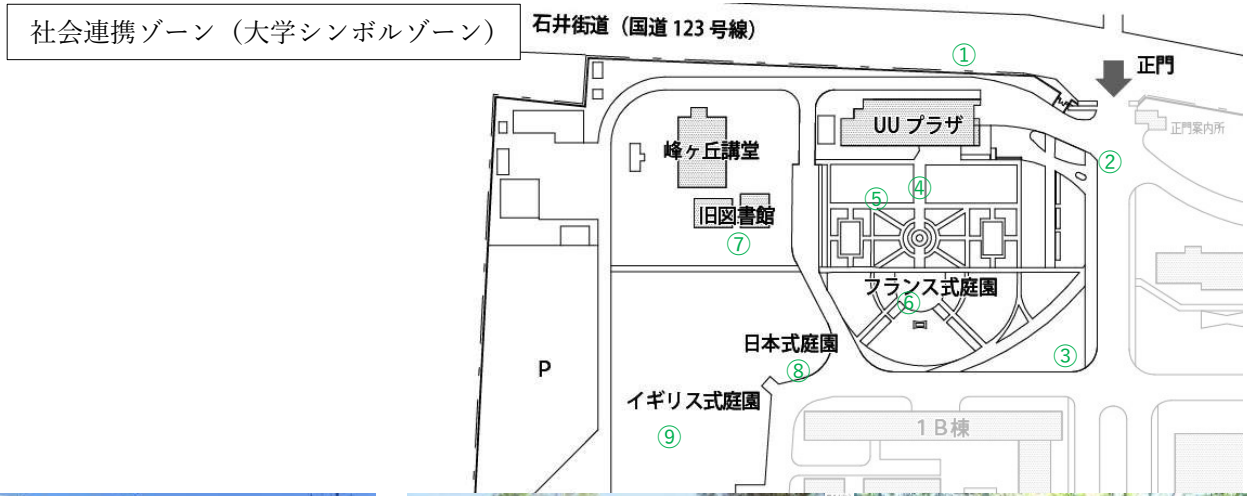 社会連携ゾーン（大学シンボルゾーン）
石井街道（国道 123 号線）
①
正門
UU プラザ
正門案内所
峰ヶ丘講堂
②
④
⑤
旧図書館
⑦
フランス式庭園
⑥
日本式庭園
③
P
⑧
イギリス式庭園
1 B棟
⑨